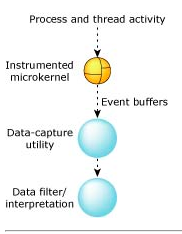 Process and thread activity
Instrumented
microkernel
Event buffers
Data-capture
utility
Data filter/
interpretation